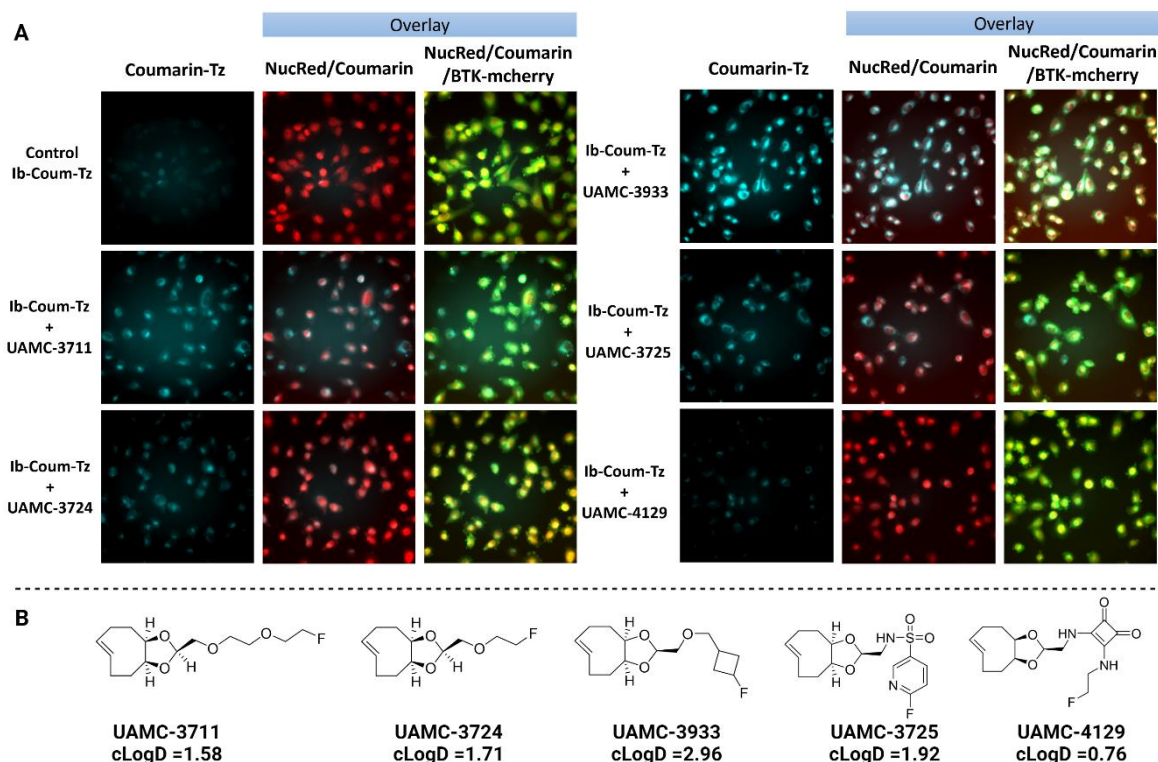 A
Overlay
Coumarin-Tz
NucRed/Coumarin
NucRed/Coumarin
/BTK-mcherry
Control
Ib-Coum-Tz
Ib-Coum-Tz
+
UAMC-3711
Ib-Coum-Tz
+
UAMC-3724
Overlay
Coumarin-Tz
NucRed/Coumarin
NucRed/Coumarin
/BTK-mcherry
Ib-Coum-Tz
+
UAMC-3933
Ib-Coum-Tz
+
UAMC-3725
Ib-Coum-Tz
+
UAMC-4129
B
H
O
O
H
H
O
O
F
UAMC-3711
cLogD =1.58
H
O
O
H
H
O
F
UAMC-3724
cLogD =1.71
H
O
O
H
O
F
UAMC-3933
cLogD =2.96
H
O
O
H
HN
S
O
O
N
F
UAMC-3725
cLogD =1.92
H
O
O
H
NH
O
O
NH
F
UAMC-4129
cLogD =0.76